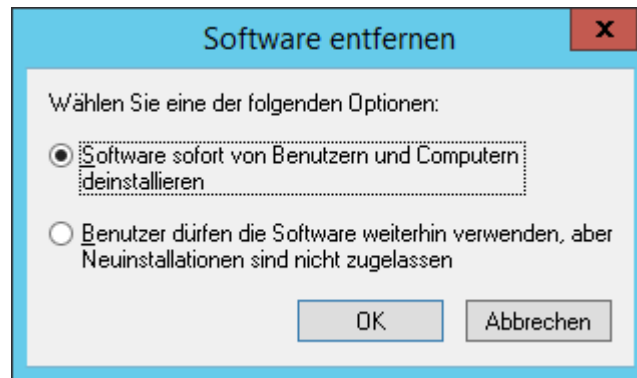 Software entfernen
x
Wählen Sie eine der folgenden Optionen:
Software sofort von Benutzern und Computern
deinstallieren
Benutzer dürfen die Software weiterhin verwenden, aber
Neuinstallationen sind nicht zugelassen
OK
Abbrechen